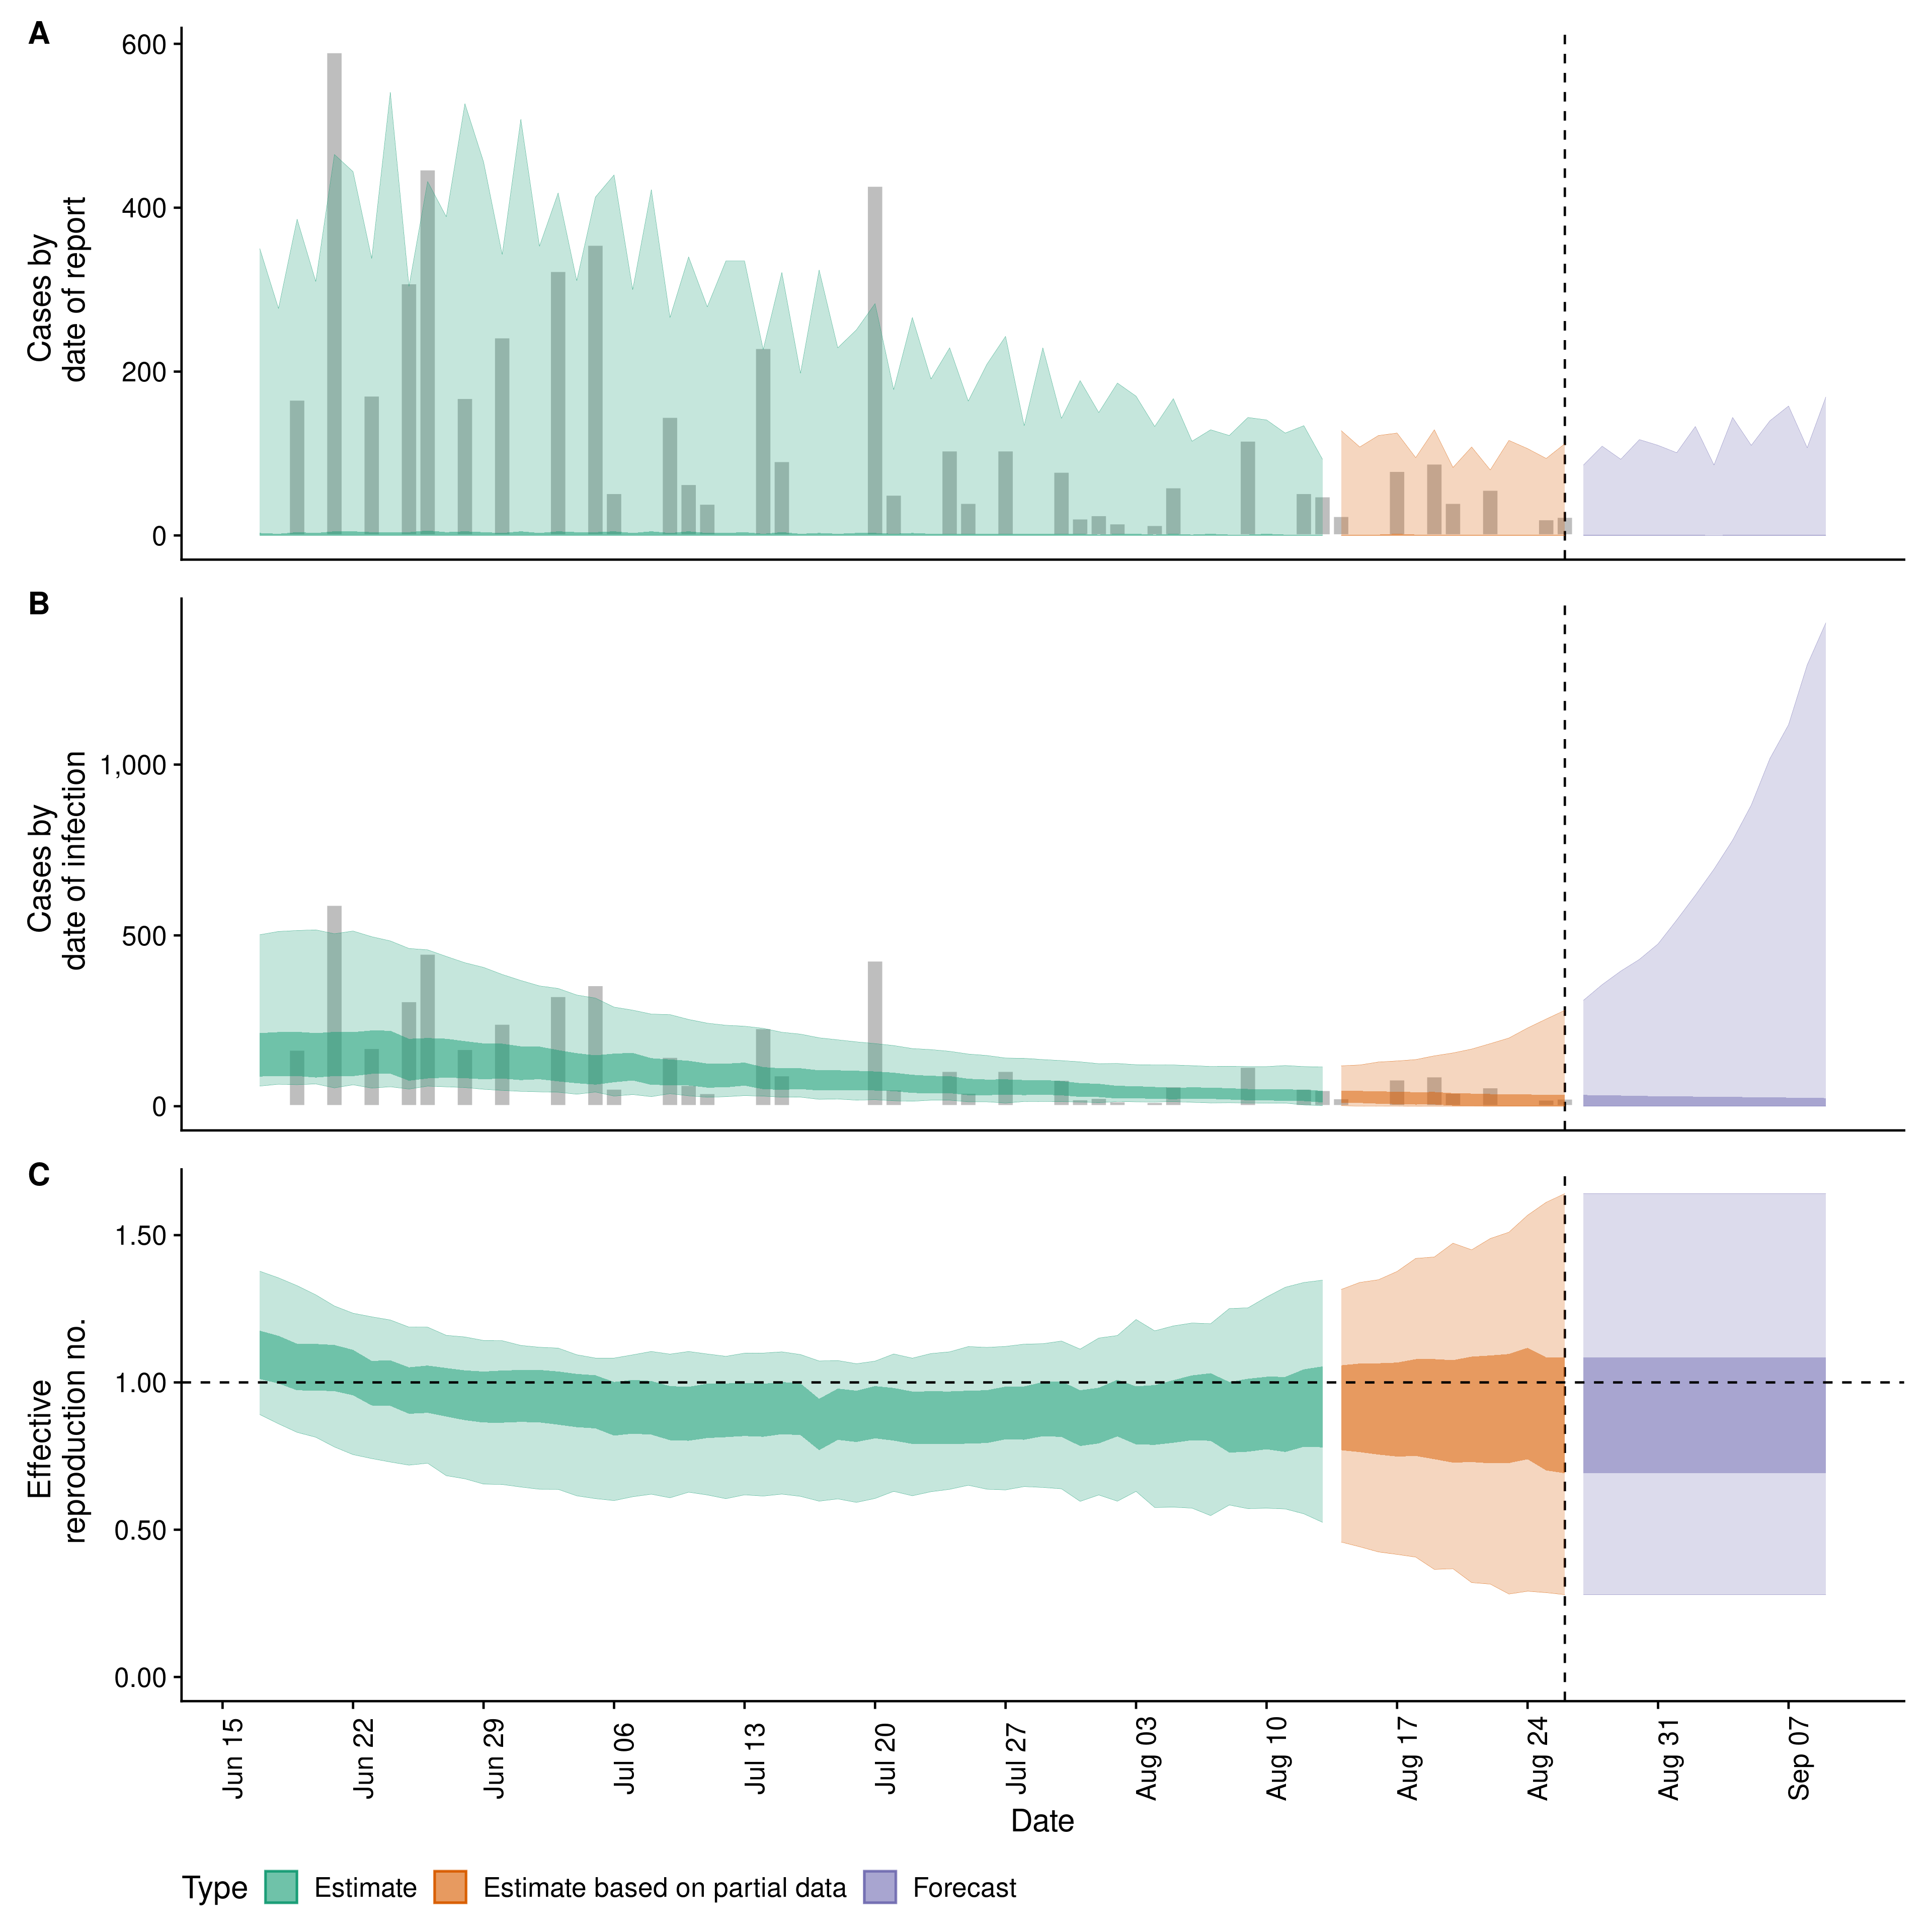 A
Cases by
date of report
600
400
200
0
B
Cases by
date of infection
1,000
500
0
C
Effective
reproduction no.
1.50
1.00
0.50
0.00
Jun 15
Jun 22
Jun 29
Jul 06
Jul 13
Jul 20
Jul 27
Aug 03
Aug 10
Aug 17
Aug 24
Aug 31
Sep 07
Date
Type
Estimate
Estimate based on partial data
Forecast